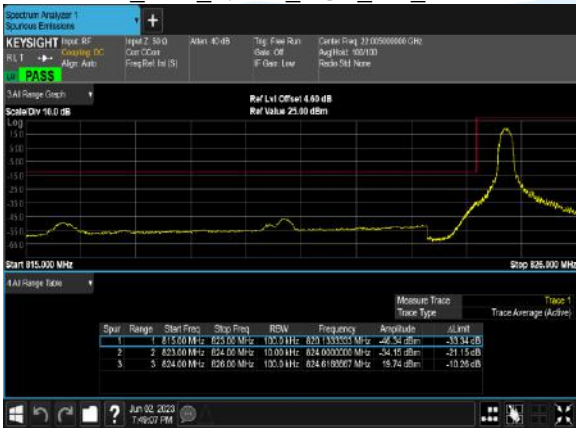 Spectrum Analyzer 1
Spurious Emissions
+
KEYSIGHT Input: RF Input Z: 50 Ω Atten: 40 dB Trig: Free Run Center Freq: 22.005000000 GHz
RLT Coupling: DC Corr CCorr Gate: Off Avg|Hold: 100/100
Align: Auto Freq Ref: Int (S) IF Gain: Low Radio Std: None
PASS
3 All Range Graph Ref Lvl Offset 4.60 dB
Scale/Div 10.0 dB Ref Value 25.00 dBm
Log
15.0
5.00
Start 815.000 MHz Stop 826.000 MHz
4 All Range Table
Measure Trace Trace 1
Trace Type Trace Average (Active)
Spur Range Start Freq Stop Freq RBW Frequency Amplitude ΔLimit
1 1 815.00 MHz 823.00 MHz 100.0 kHz 820.1333333 MHz -46.34 dBm -33.34 dB
2 2 823.00 MHz 824.00 MHz 10.00 kHz 824.0000000 MHz -34.15 dBm -21.15 dB
3 3 824.00 MHz 826.00 MHz 100.0 kHz 824.6166667 MHz 19.74 dBm -10.26 dB
? Jun 02, 2023
7:49:07 PM